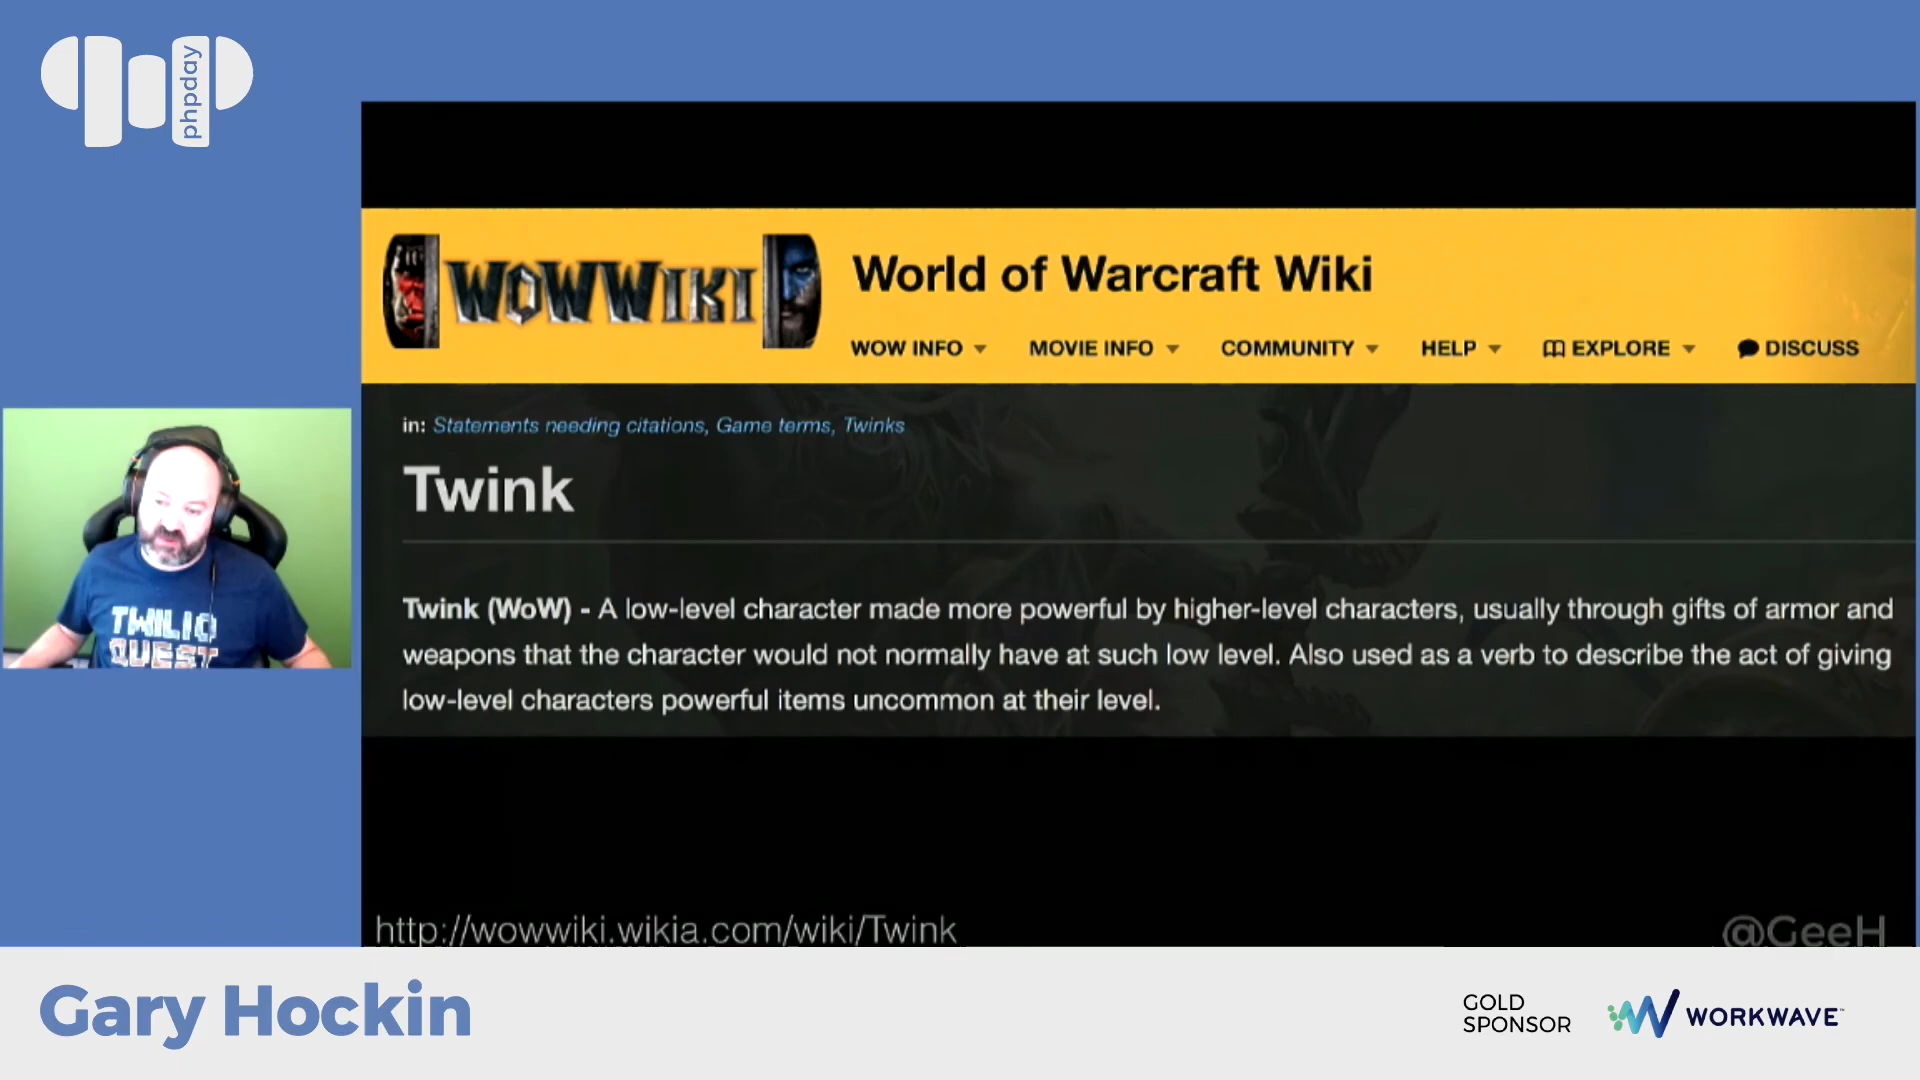 phpday
WOWWIKI
World of Warcraft Wiki
WOW INFO MOVIE INFO COMMUNITY HELP EXPLORE DISCUSS
in: Statements needing citations, Game terms, Twinks
Twink
Twink (WoW) - A low-level character made more powerful by higher-level characters, usually through gifts of armor and
weapons that the character would not normally have at such low level. Also used as a verb to describe the act of giving
low-level characters powerful items uncommon at their level.
TWILIO
QUEST
http://wowwiki.wikia.com/wiki/Twink
@GeeH
Gary Hockin
GOLD
SPONSOR
WORKWAVE